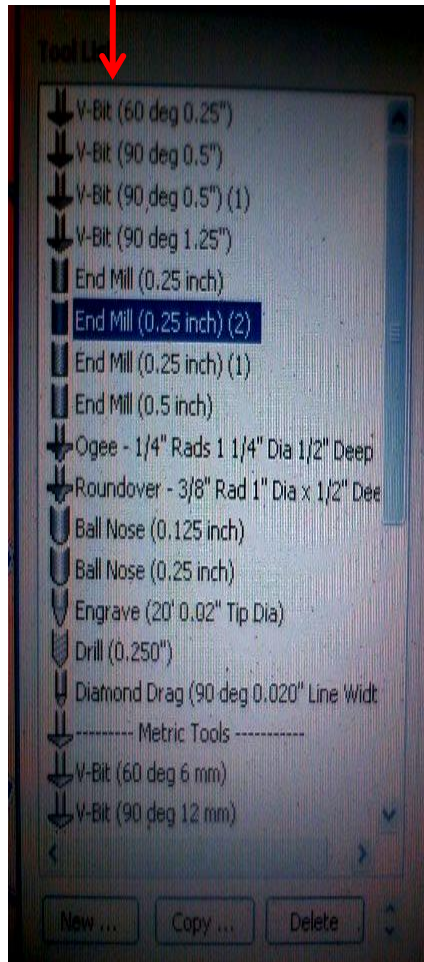 Tool List
V-Bit (60 deg 0.25")
V-Bit (90 deg 0.5")
V-Bit (90 deg 0.5") (1)
V-Bit (90 deg 1.25")
End Mill (0.25 inch)
End Mill (0.25 inch) (2)
End Mill (0.25 inch) (1)
End Mill (0.5 inch)
Ogee - 1/4" Rads 1 1/4" Dia 1/2" Deep
Roundover - 3/8" Rad 1" Dia x 1/2" Dee
Ball Nose (0.125 inch)
Ball Nose (0.25 inch)
Engrave (20' 0.02" Tip Dia)
Drill (0.250")
Diamond Drag (90 deg 0.020" Line Widt
--------- Metric Tools -----------
V-Bit (60 deg 6 mm)
V-Bit (90 deg 12 mm)
New ... Copy ... Delete